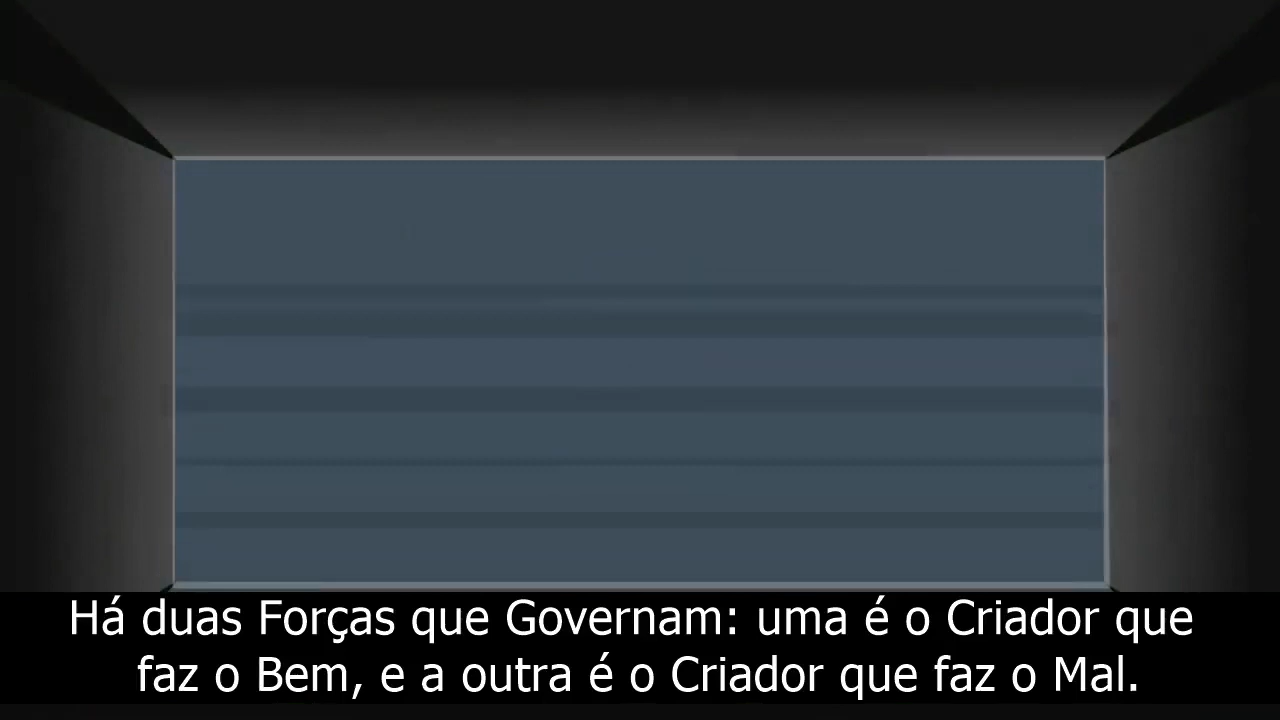 Há duas Forças que Governam: uma é o Criador que
faz o Bem, e a outra é o Criador que faz o Mal.